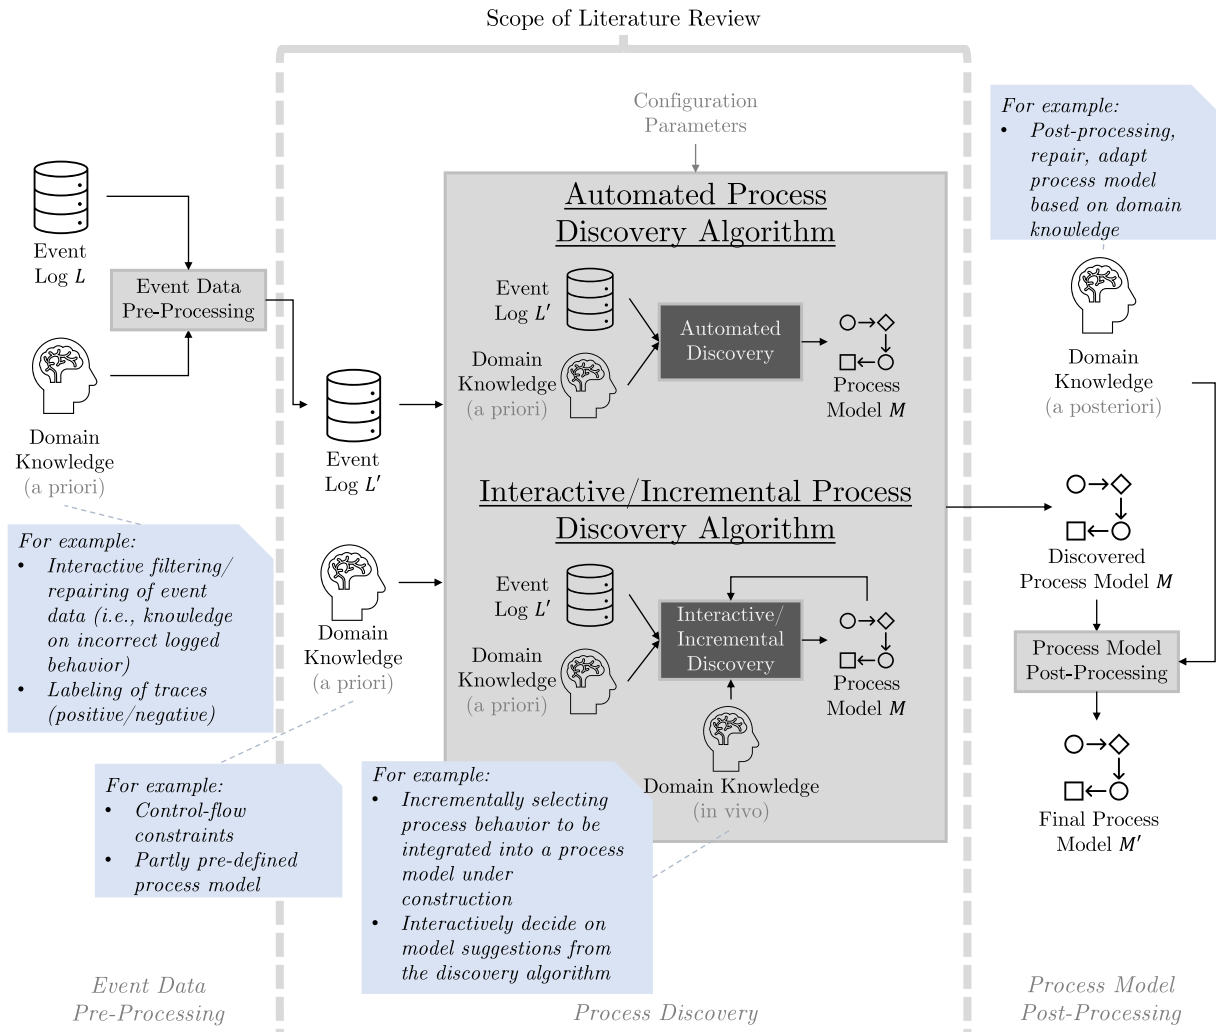 Scope of Literature Review
Configuration
Parameters
For example:
• Post-processing,
repair, adapt
process model
based on domain
knowledge
Event
Log L
Event Data
Pre-Processing
Domain
Knowledge
(a priori)
For example:
• Interactive filtering/
repairing of event
data (i.e., knowledge
on incorrect logged
behavior)
• Labeling of traces
(positive/negative)
Event
Log L′
Domain
Knowledge
(a priori)
For example:
• Control-flow
constraints
• Partly pre-defined
process model
Automated Process
Discovery Algorithm
Event
Log L′
Domain
Knowledge
(a priori)
Automated
Discovery
Process
Model M
Interactive/Incremental Process
Discovery Algorithm
Event
Log L′
Domain
Knowledge
(a priori)
Interactive/
Incremental
Discovery
Process
Model M
Domain Knowledge
(in vivo)
For example:
• Incrementally selecting
process behavior to be
integrated into a process
model under
construction
• Interactively decide on
model suggestions from
the discovery algorithm
Domain
Knowledge
(a posteriori)
Discovered
Process Model M
Process Model
Post-Processing
Final Process
Model M′
Event Data
Pre-Processing
Process Discovery
Process Model
Post-Processing